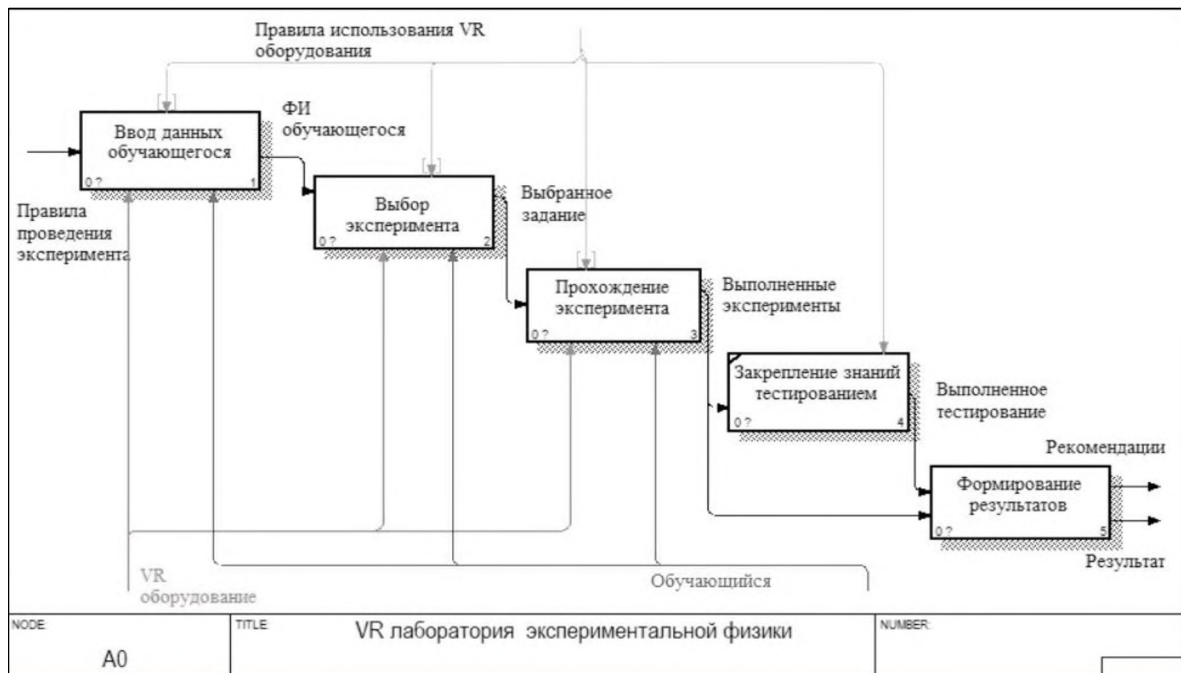 Правила использования VR
оборудования
Ввод данных
обучающегося
0 ?
1
ФИ
обучающегося
Правила
проведения
эксперимента
Выбор
эксперимента
0 ?
2
Выбранное
задание
Прохождение
эксперимента
0 ?
3
Выполненные
эксперименты
Закрепление знаний
тестированием
0 ?
4
Выполненное
тестирование
Рекомендации
Формирование
результатов
0 ?
5
Результат
VR
оборудование
Обучающийся
NODE:
A0
TITLE:
VR лаборатория экспериментальной физики
NUMBER: